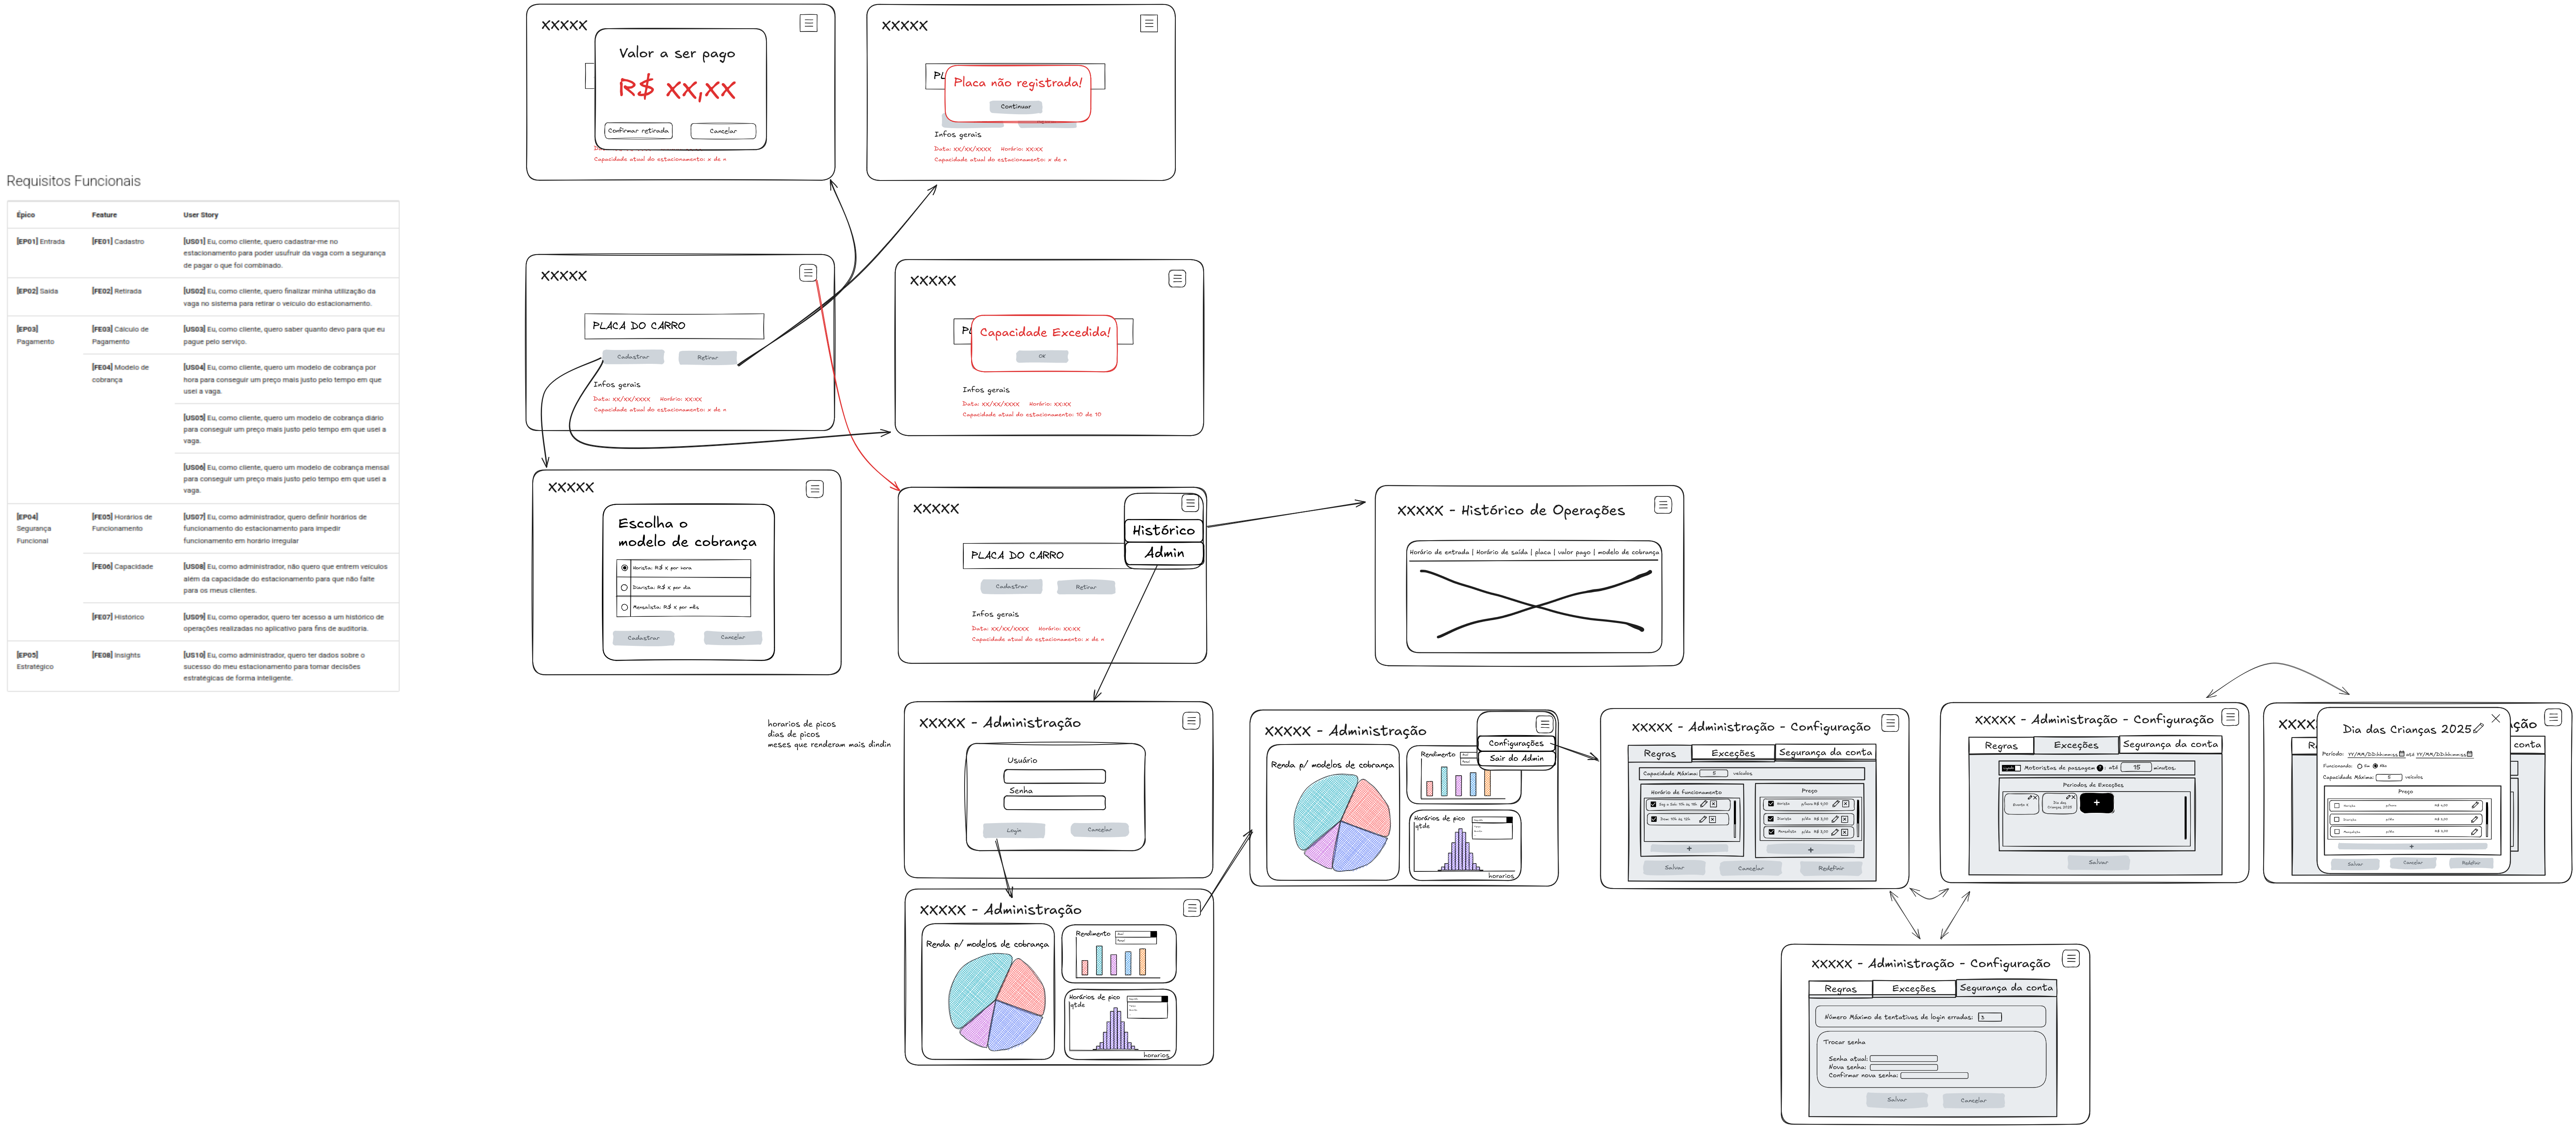 Requisitos Funcionais
Épico Feature User Story
[EP01] Entrada [FE01] Cadastro [US01] Eu, como cliente, quero cadastrar-me no
estacionamento para poder usufruir da vaga com a segurança
de pagar o que foi combinado.
[EP02] Saída [FE02] Retirada [US02] Eu, como cliente, quero finalizar minha utilização da
vaga no sistema para retirar o veículo do estacionamento.
[EP03] Pagamento [FE03] Cálculo de Pagamento [US03] Eu, como cliente, quero saber quanto devo para que eu
pague pelo serviço.
[FE04] Modelo de cobrança [US04] Eu, como cliente, quero um modelo de cobrança por
hora para conseguir um preço mais justo pelo tempo em que
usei a vaga.
[US05] Eu, como cliente, quero um modelo de cobrança diário
para conseguir um preço mais justo pelo tempo em que usei a
vaga.
[US06] Eu, como cliente, quero um modelo de cobrança mensal
para conseguir um preço mais justo pelo tempo em que usei a
vaga.
[EP04] Segurança Funcional [FE05] Horários de Funcionamento [US07] Eu, como administrador, quero definir horários de
funcionamento do estacionamento para impedir
funcionamento em horário irregular
[FE06] Capacidade [US08] Eu, como administrador, não quero que entrem veículos
além da capacidade do estacionamento para que não falte
para os meus clientes.
[FE07] Histórico [US09] Eu, como operador, quero ter acesso a um histórico de
operações realizadas no aplicativo para fins de auditoria.
[EP05] Estratégico [FE08] Insights [US10] Eu, como administrador, quero ter dados sobre o
sucesso do meu estacionamento para tomar decisões
estratégicas de forma inteligente.
XXXXX
Valor a ser pago
R$ XX,XX
Confirmar retirada Cancelar
Capacidade atual do estacionamento: x de n
XXXXX
Placa não registrada!
Continuar
Infos gerais
Data: XX/XX/XXXX Horário: XX:XX
Capacidade atual do estacionamento: x de n
XXXXX
PLACA DO CARRO
Cadastrar Retirar
Infos gerais
Data: XX/XX/XXXX Horário: XX:XX
Capacidade atual do estacionamento: x de n
XXXXX
Capacidade Excedida!
OK
Infos gerais
Data: XX/XX/XXXX Horário: XX:XX
Capacidade atual do estacionamento: 10 de 10
XXXXX
Escolha o
modelo de cobrança
Horista: R$ X por hora
Diarista: R$ X por dia
Mensalista: R$ X por mês
Cadastrar Cancelar
XXXXX
Histórico
Admin
PLACA DO CARRO
Cadastrar Retirar
Infos gerais
Data: XX/XX/XXXX Horário: XX:XX
Capacidade atual do estacionamento: x de n
XXXXX - Histórico de Operações
Horário de entrada | Horário de saída | placa | valor pago | modelo de cobrança
horarios de picos
dias de picos
meses que renderam mais dindin
XXXXX - Administração
Usuário
Senha
Login Cancelar
XXXXX - Administração
Renda p/ modelos de cobrança
Rendimento
Horários de pico
qtde
horarios
XXXXX - Administração
Configurações
Sair do Admin
Renda p/ modelos de cobrança
Rendimento
Horários de pico
qtde
horarios
XXXXX - Administração - Configuração
Regras Exceções Segurança da conta
Capacidade Máxima: 5 veículos
Horário de funcionamento
Preço
Horista
Diarista
Mensalista
+ +
Salvar Cancelar Redefinir
XXXXX - Administração - Configuração
Regras Exceções Segurança da conta
Motoristas de passagem ?: até 15 minutos.
Períodos de Exceções
Dia das
Crianças 2025
+
Salvar
XXXX
Dia das Crianças 2025
Período: YY/MM/DD:hh:mm:ss até YY/MM/DD:hh:mm:ss
Funcionando: Sim Não
Capacidade Máxima: 5 veículos
Preço
Horista
Diarista
Mensalista
+
Salvar Cancelar Redefinir
XXXXX - Administração - Configuração
Regras Exceções Segurança da conta
Número Máximo de tentativas de login erradas: 3
Trocar senha
Senha atual:
Nova senha:
Confirmar nova senha:
Salvar Cancelar